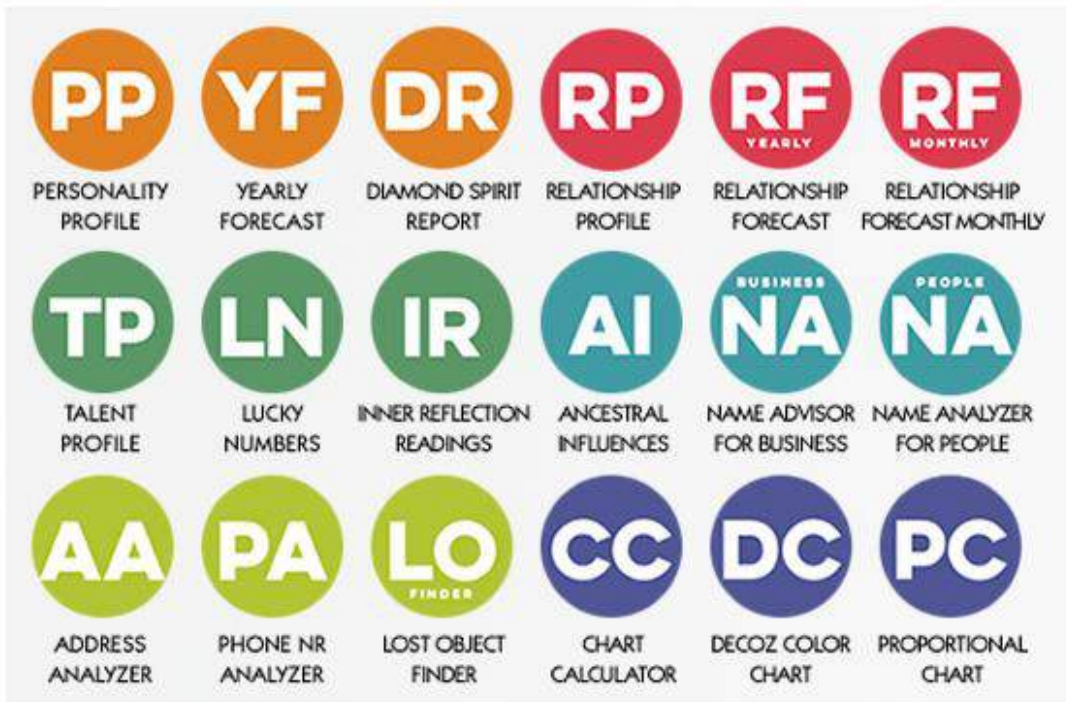 PP
PERSONALITY
PROFILE
YF
YEARLY
FORECAST
DR
DIAMOND SPIRIT
REPORT
RP
RELATIONSHIP
PROFILE
RF
YEARLY
RELATIONSHIP
FORECAST
RF
MONTHLY
RELATIONSHIP
FORECAST MONTHLY
TP
TALENT
PROFILE
LN
LUCKY
NUMBERS
IR
INNER REFLECTION
READINGS
AI
ANCESTRAL
INFLUENCES
BUSINESS
NA
NAME ADVISOR
FOR BUSINESS
PEOPLE
NA
NAME ANALYZER
FOR PEOPLE
AA
ADDRESS
ANALYZER
PA
PHONE NR
ANALYZER
LO
FINDER
LOST OBJECT
FINDER
CC
CHART
CALCULATOR
DC
DECOZ COLOR
CHART
PC
PROPORTIONAL
CHART